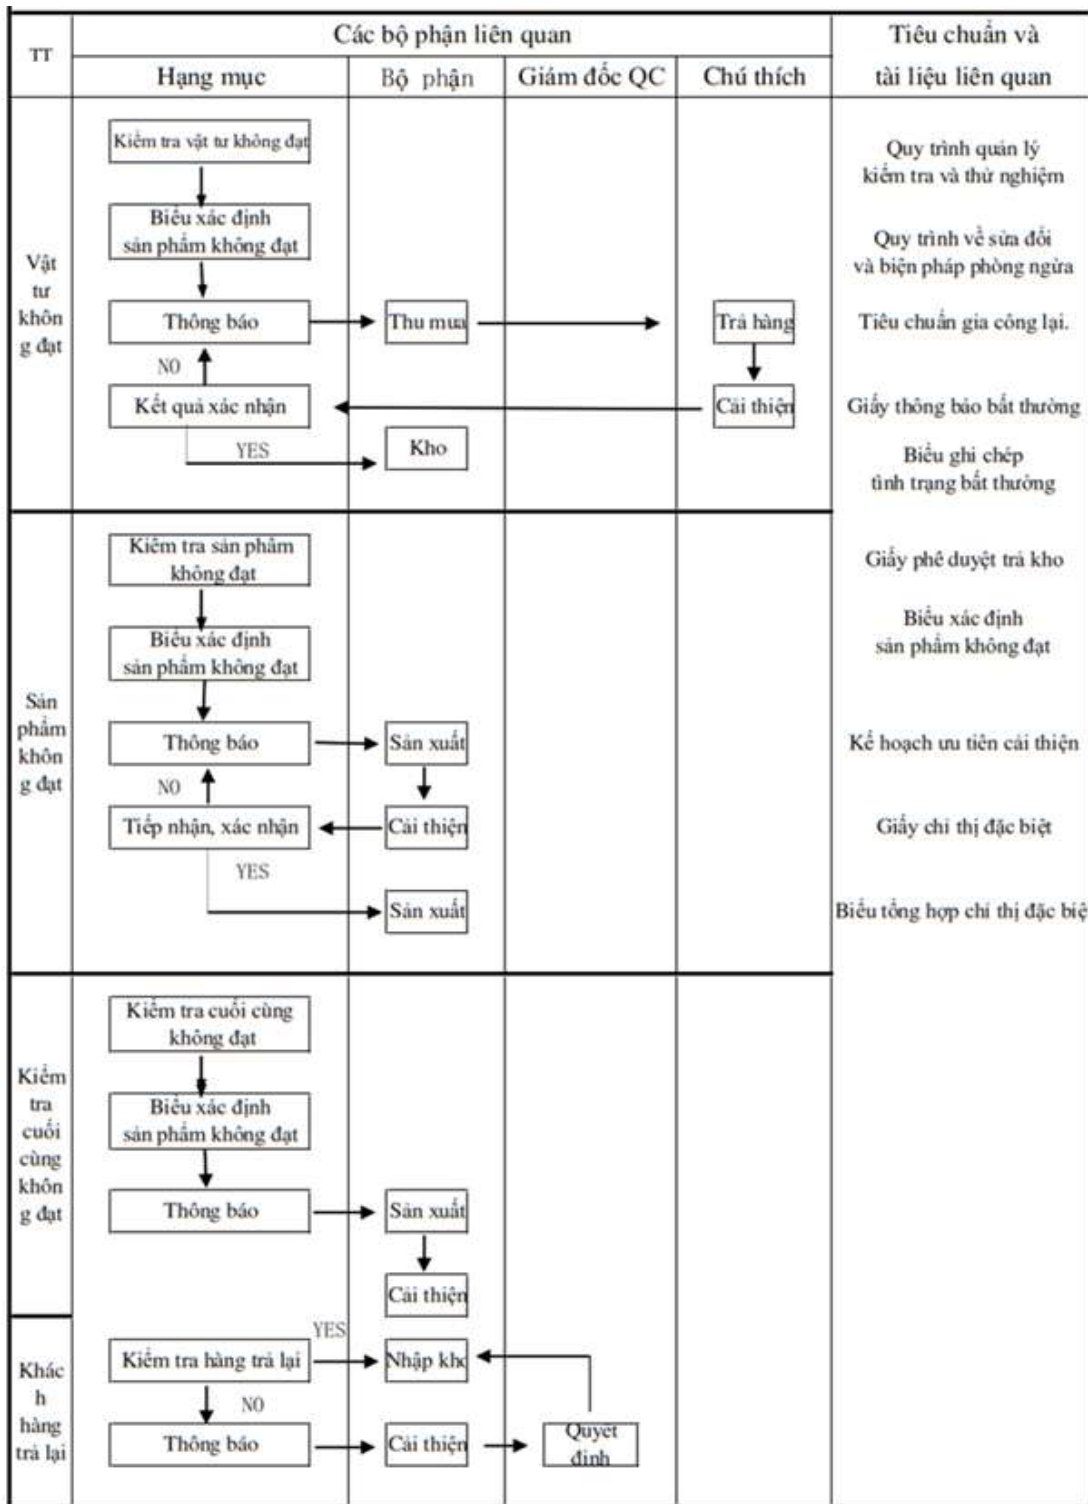 TT
Các bộ phận liên quan
Tiêu chuẩn và
tài liệu liên quan
Hạng mục
Bộ phận
Giám đốc QC
Chú thích
Vật
tư
khôn
g đạt
Kiểm tra vật tư không đạt
Biểu xác định
sản phẩm không đạt
Thông báo
Thu mua
Trả hàng
NO
Kết quả xác nhận
Cải thiện
YES
Kho
Quy trình quản lý
kiểm tra và thử nghiệm
Quy trình về sửa đổi
và biện pháp phòng ngừa
Tiêu chuẩn gia công lại.
Giấy thông báo bất thường
Biểu ghi chép
tình trạng bất thường
Sản
phẩm
khôn
g đạt
Kiểm tra sản phẩm
không đạt
Biểu xác định
sản phẩm không đạt
Thông báo
Sản xuất
NO
Tiếp nhận, xác nhận
Cải thiện
YES
Sản xuất
Giấy phê duyệt trả kho
Biểu xác định
sản phẩm không đạt
Kế hoạch ưu tiên cải thiện
Giấy chỉ thị đặc biệt
Biểu tổng hợp chỉ thị đặc biệ
Kiểm
tra
cuối
cùng
khôn
g đạt
Kiểm tra cuối cùng
không đạt
Biểu xác định
sản phẩm không đạt
Thông báo
Sản xuất
Cải thiện
Khác
h
hàng
trả lại
YES
Kiểm tra hàng trả lại
Nhập kho
NO
Thông báo
Cải thiện
Quyết
định